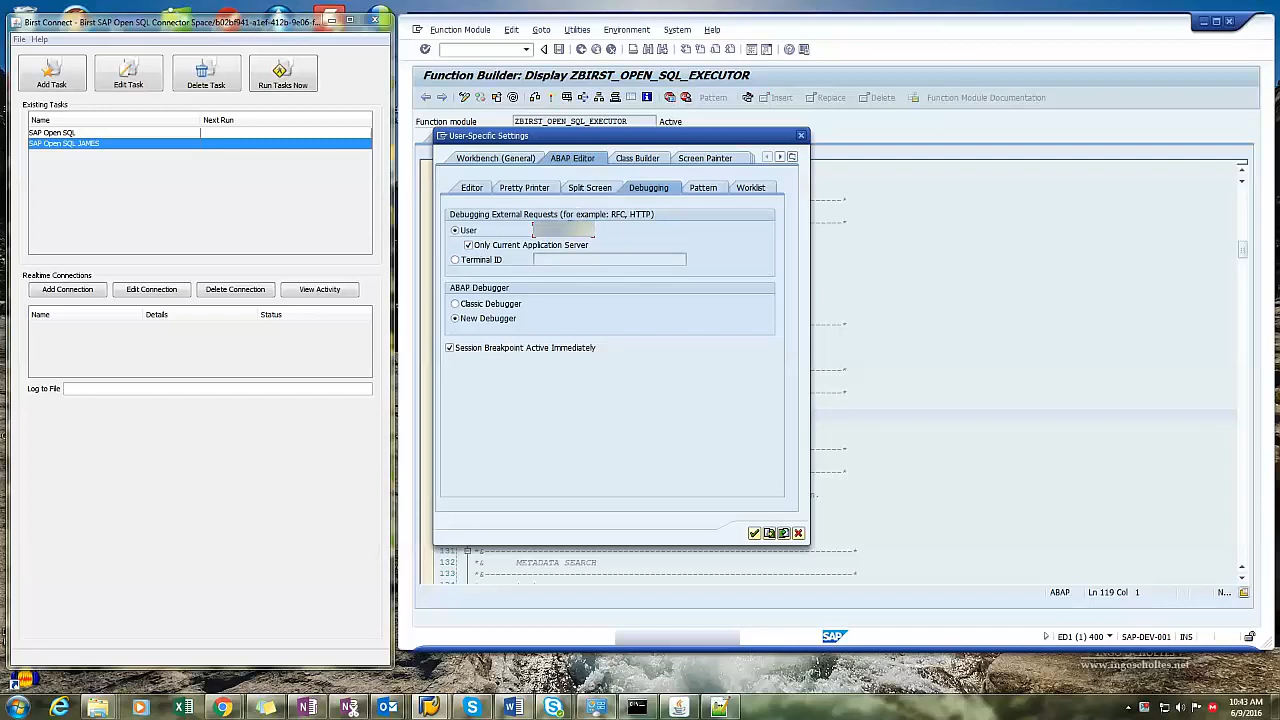 Birst Connect - Birst SAP Open SQL Connector Space/b02bf941-a1ef-412b-9e06-f...
File Help
Add Task Edit Task Delete Task Run Tasks Now
Existing Tasks
Name Next Run
SAP Open SQL
SAP Open SQL JAMES
Realtime Connections
Add Connection Edit Connection Delete Connection View Activity
Name Details Status
Log to File
Function Module Edit Goto Utilities Environment System Help
Function Builder: Display ZBIRST_OPEN_SQL_EXECUTOR
Pattern Insert Replace Delete Function Module Documentation
Function module ZBIRST_OPEN_SQL_EXECUTOR Active
User-Specific Settings
Workbench (General) ABAP Editor Class Builder Screen Painter
Editor Pretty Printer Split Screen Debugging Pattern Worklist
Debugging External Requests (for example: RFC, HTTP)
User
Only Current Application Server
Terminal ID
ABAP Debugger
Classic Debugger
New Debugger
Session Breakpoint Active Immediately
131 *&---------------------------------------------------------------------*
132 *& METADATA SEARCH
133 *&---------------------------------------------------------------------*
ABAP Ln 119 Col 1 N...
SAP ED1 (1) 400 SAP-DEV-001 INS
www.ingoscholtes.net
10:43 AM
6/9/2016